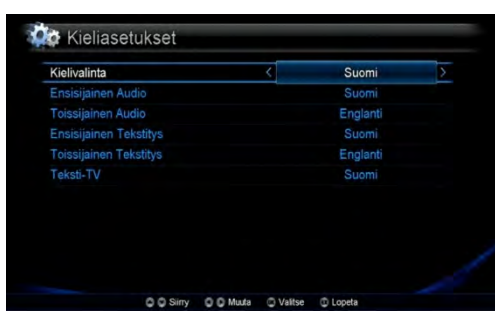 Kieliasetukset
Kielivalinta < Suomi >
Ensisijainen Audio Suomi
Toissijainen Audio Englanti
Ensisijainen Tekstitys Suomi
Toissijainen Tekstitys Englanti
Teksti-TV Suomi
Siirry Muuta Valitse Lopeta